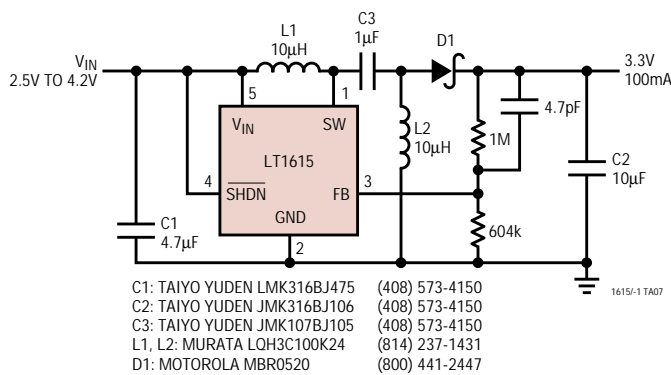 L1
10µH
C3
1µF
D1
VIN
2.5V TO 4.2V
3.3V
100mA
5
1
VIN
SW
LT1615
L2
10µH
1M
4.7pF
C2
10µF
4
SHDN
FB
3
GND
2
604k
C1
4.7µF
C1: TAIYO YUDEN LMK316BJ475 (408) 573-4150
C2: TAIYO YUDEN JMK316BJ106 (408) 573-4150
C3: TAIYO YUDEN JMK107BJ105 (408) 573-4150
L1, L2: MURATA LQH3C100K24 (814) 237-1431
D1: MOTOROLA MBR0520 (800) 441-2447
1615/-1 TA07